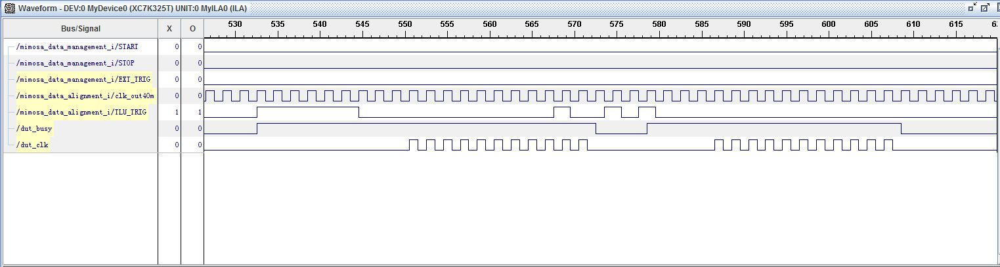 Waveform - DEV:0 MyDevice0 (XC7K325T) UNIT:0 MyILA0 (ILA)
Bus/Signal X O 530 535 540 545 550 555 560 565 570 575 580 585 590 595 600 605 610 615
/mimosa_data_management_i/START 0 0
/mimosa_data_management_i/STOP 0 0
/mimosa_data_management_i/EXT_TRIG 0 0
/mimosa_data_alignment_i/clk_out40m 0 0
/mimosa_data_alignment_i/TLU_TRIG 1 1
/dut_busy 0 0
/dut_clk 0 0